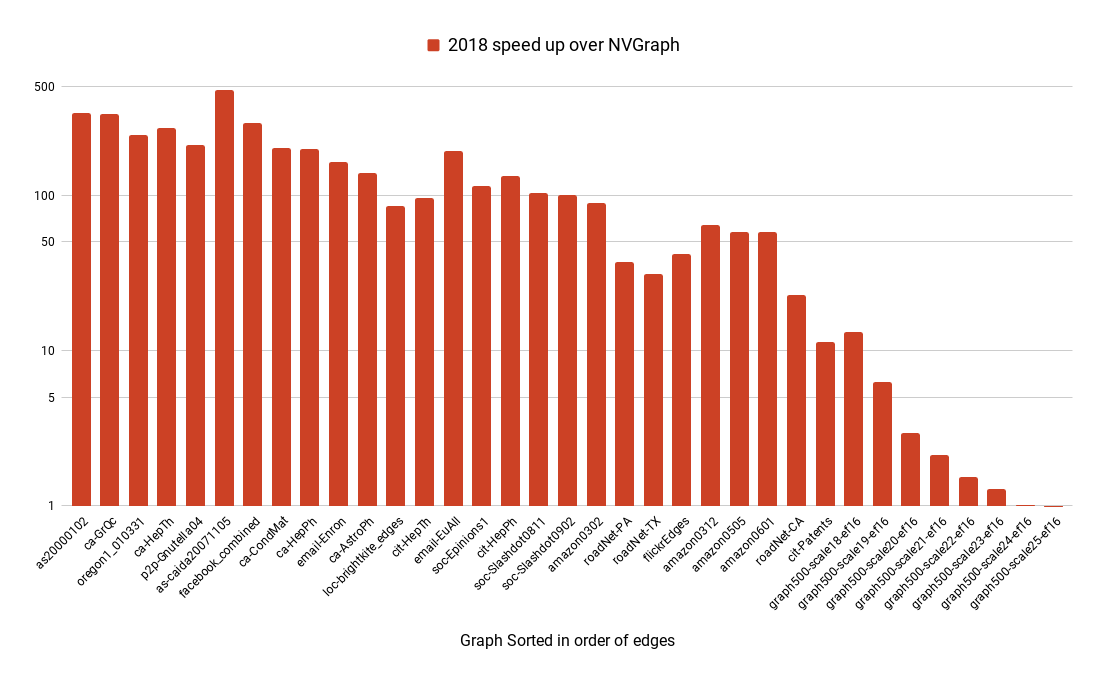 2018 speed up over NVGraph
500
100
50
10
5
1
as20000102
ca-GrQc
oregon1_010331
ca-HepTh
p2p-Gnutella04
as-caida20071105
facebook_combined
ca-CondMat
ca-HepPh
email-Enron
ca-AstroPh
loc-brightkite_edges
cit-HepTh
email-EuAll
soc-Epinions1
cit-HepPh
soc-Slashdot0811
soc-Slashdot0902
amazon0302
roadNet-PA
roadNet-TX
flickrEdges
amazon0312
amazon0505
amazon0601
roadNet-CA
cit-Patents
graph500-scale18-ef16
graph500-scale19-ef16
graph500-scale20-ef16
graph500-scale21-ef16
graph500-scale22-ef16
graph500-scale23-ef16
graph500-scale24-ef16
graph500-scale25-ef16
Graph Sorted in order of edges